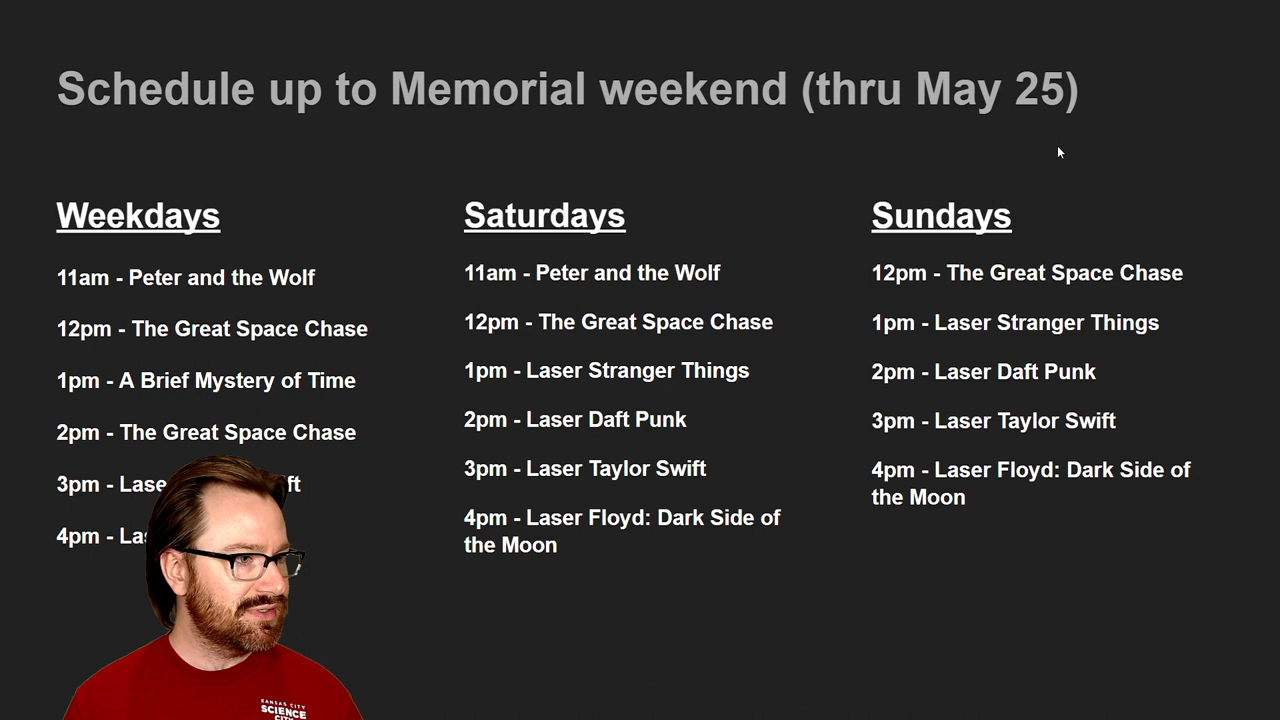 Schedule up to Memorial weekend (thru May 25)
Weekdays
11am - Peter and the Wolf
12pm - The Great Space Chase
1pm - A Brief Mystery of Time
2pm - The Great Space Chase
3pm -
4pm -
Saturdays
11am - Peter and the Wolf
12pm - The Great Space Chase
1pm - Laser Stranger Things
2pm - Laser Daft Punk
3pm - Laser Taylor Swift
4pm - Laser Floyd: Dark Side of
the Moon
Sundays
12pm - The Great Space Chase
1pm - Laser Stranger Things
2pm - Laser Daft Punk
3pm - Laser Taylor Swift
4pm - Laser Floyd: Dark Side of
the Moon
KANSAS CITY
SCIENCE
CITY